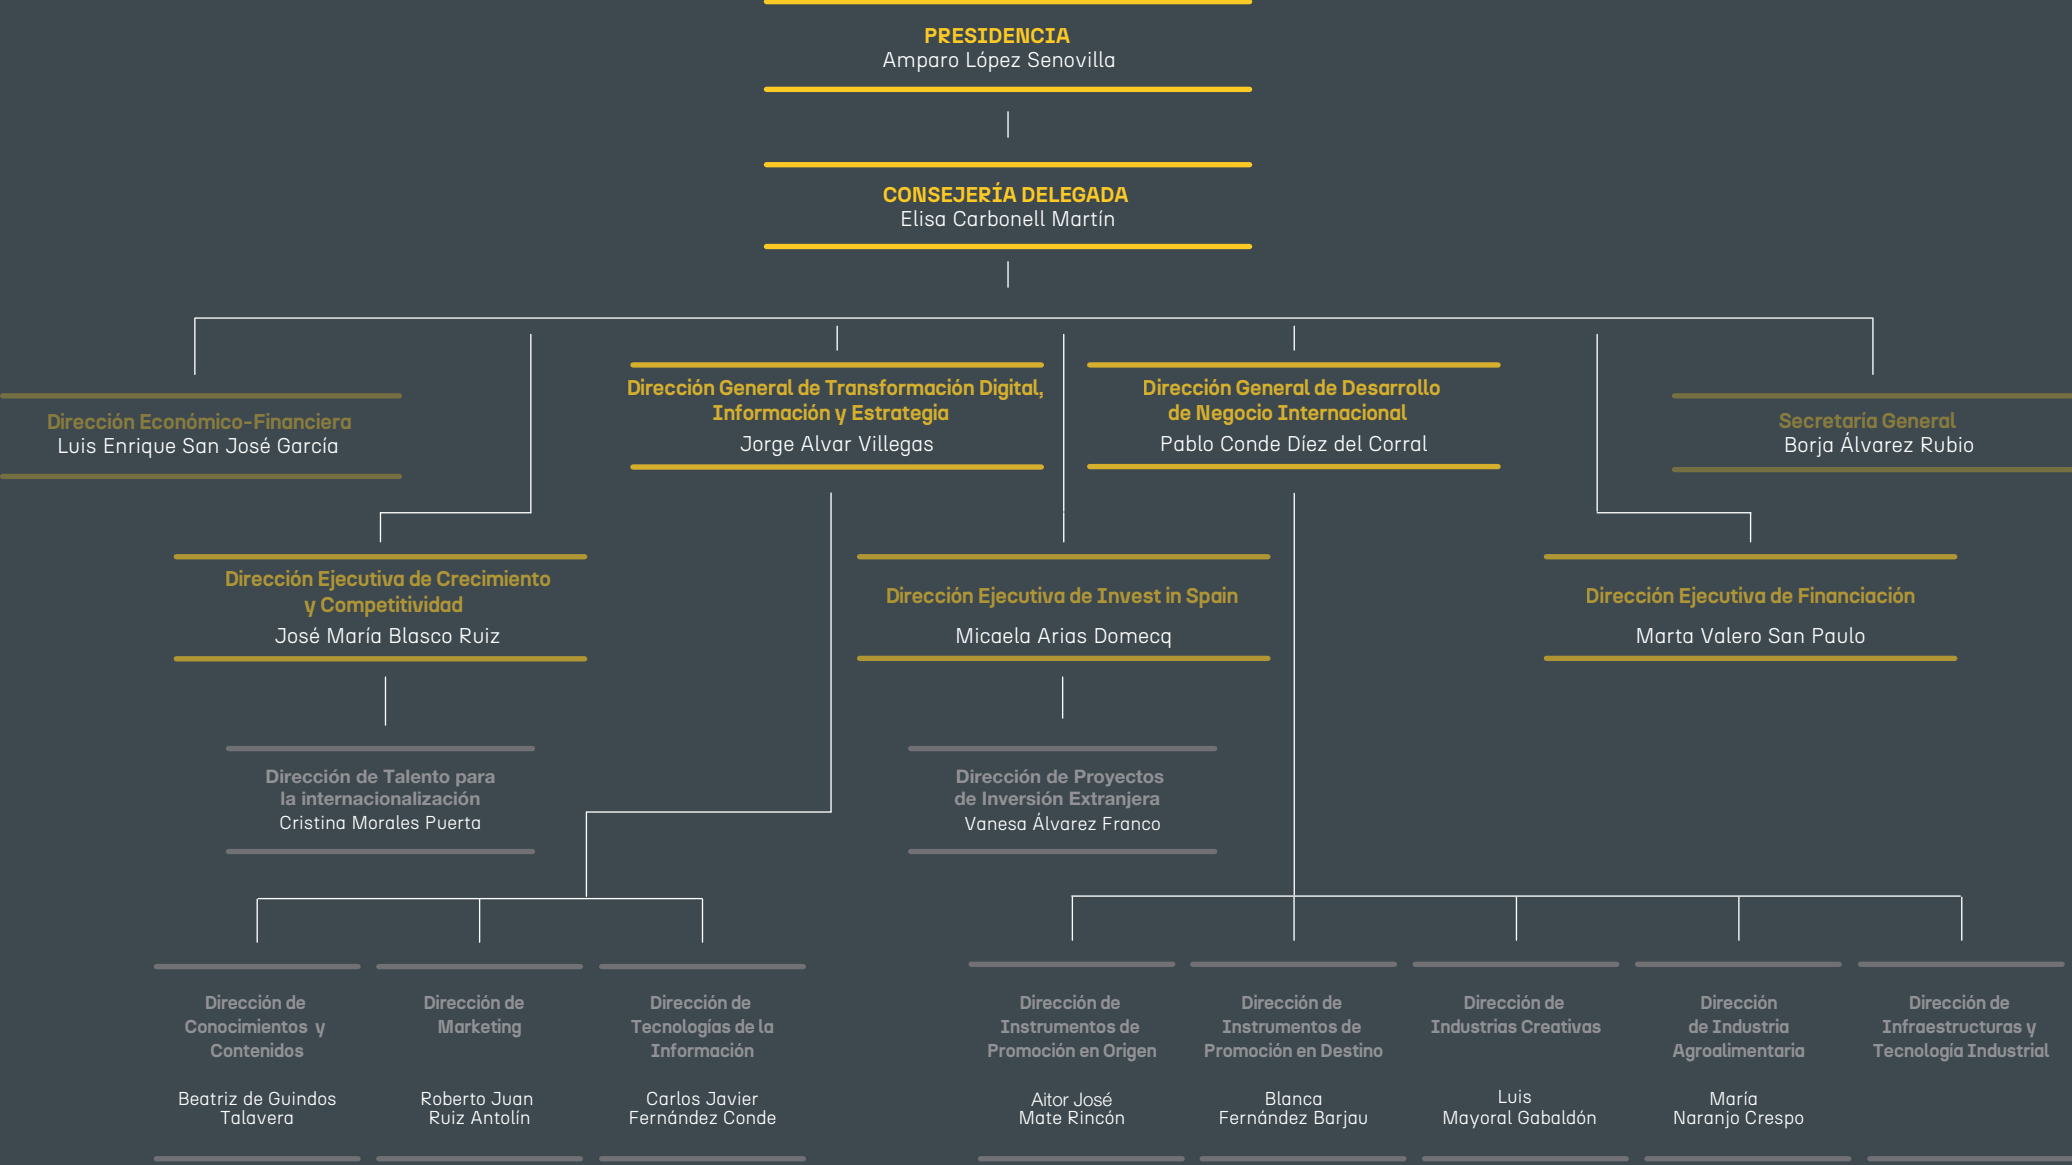 PRESIDENCIA
Amparo López Senovilla
CONSEJERÍA DELEGADA
Elisa Carbonell Martín
Dirección Económico-Financiera
Luis Enrique San José García
Dirección General de Transformación Digital,
Información y Estrategia
Jorge Alvar Villegas
Dirección General de Desarrollo
de Negocio Internacional
Pablo Conde Díez del Corral
Secretaría General
Borja Álvarez Rubio
Dirección Ejecutiva de Crecimiento
y Competitividad
José María Blasco Ruiz
Dirección Ejecutiva de Invest in Spain
Micaela Arias Domecq
Dirección Ejecutiva de Financiación
Marta Valero San Paulo
Dirección de Talento para
la internacionalización
Cristina Morales Puerta
Dirección de Proyectos
de Inversión Extranjera
Vanesa Álvarez Franco
Dirección de
Conocimientos y
Contenidos
Beatriz de Guindos
Talavera
Dirección de
Marketing
Roberto Juan
Ruiz Antolín
Dirección de
Tecnologías de la
Información
Carlos Javier
Fernández Conde
Dirección de
Instrumentos de
Promoción en Origen
Aitor José
Mate Rincón
Dirección de
Instrumentos de
Promoción en Destino
Blanca
Fernández Barjau
Dirección de
Industrias Creativas
Luis
Mayoral Gabaldón
Dirección
de Industria
Agroalimentaria
María
Naranjo Crespo
Dirección de
Infraestructuras y
Tecnología Industrial